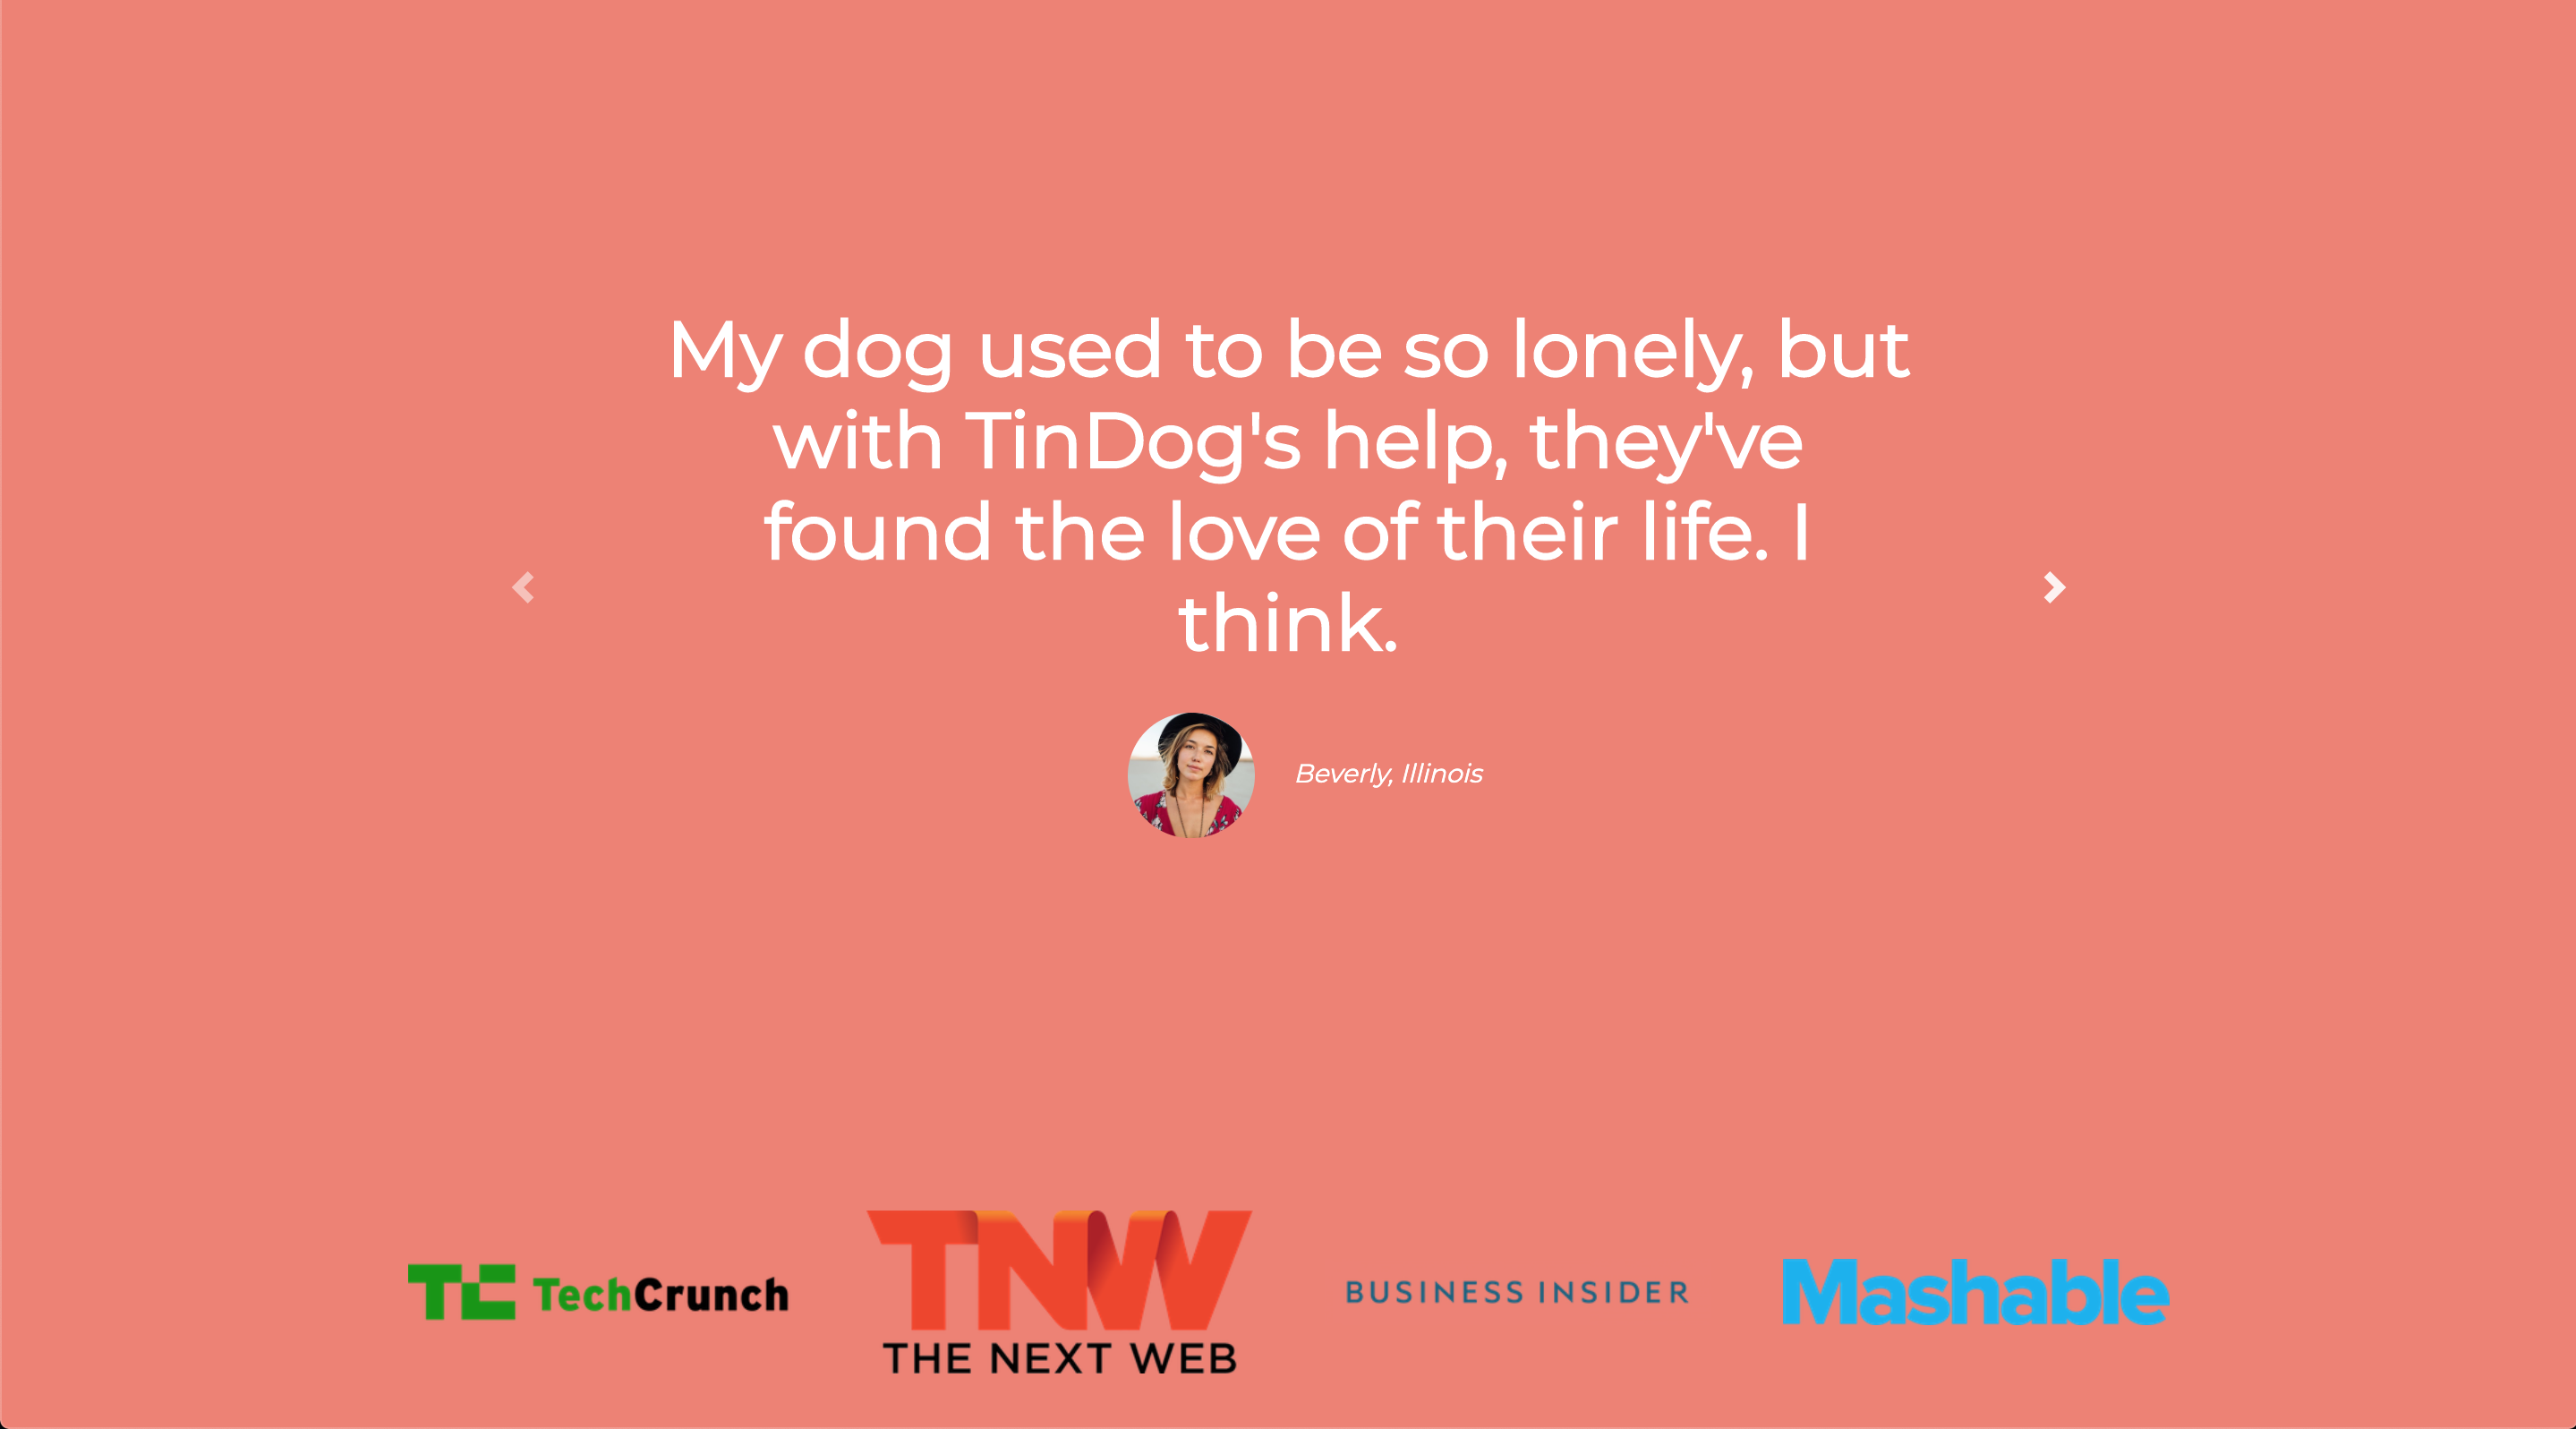 My dog used to be so lonely, but
with TinDog's help, they've
found the love of their life. I
think.
Beverly, Illinois
TC TechCrunch
TNW
THE NEXT WEB
BUSINESS INSIDER
Mashable